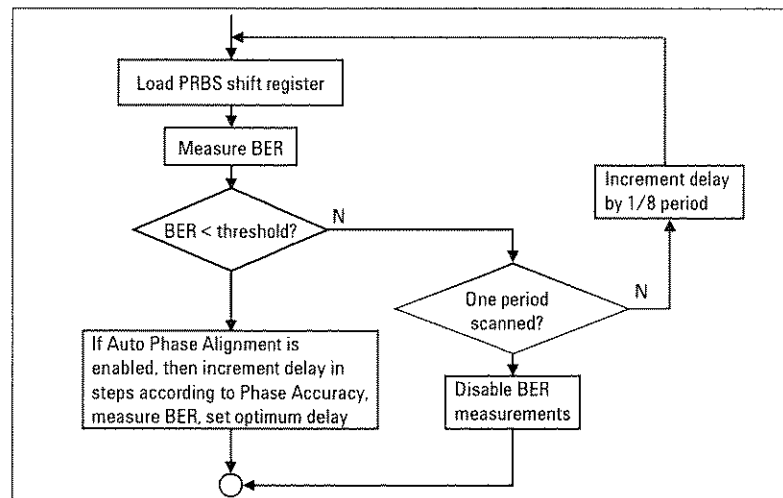 Load PRBS shift register
Measure BER
BER < threshold?
N
Increment delay
by 1/8 period
One period
scanned?
N
If Auto Phase Alignment is
enabled, then increment delay in
steps according to Phase Accuracy,
measure BER, set optimum delay
Disable BER
measurements